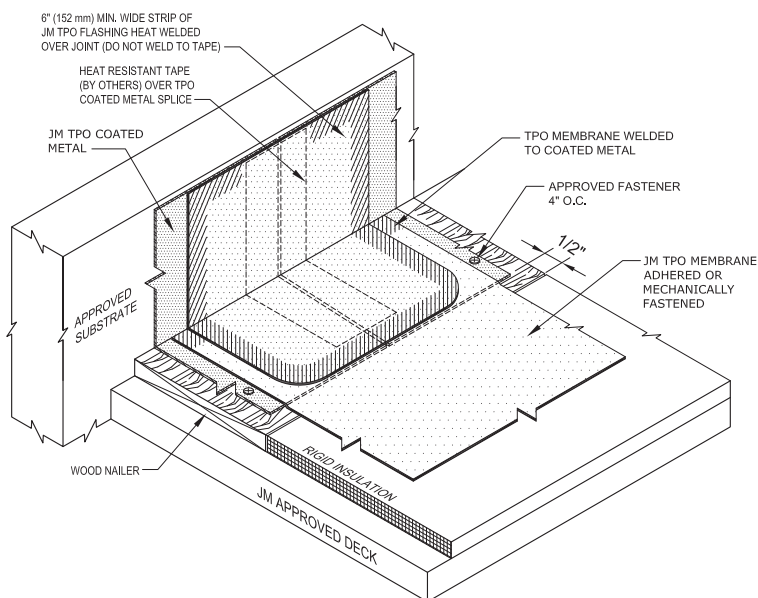 6" (152 mm) MIN. WIDE STRIP OF
JM TPO FLASHING HEAT WELDED
OVER JOINT (DO NOT WELD TO TAPE)
HEAT RESISTANT TAPE
(BY OTHERS) OVER TPO
COATED METAL SPLICE
JM TPO COATED
METAL
TPO MEMBRANE WELDED
TO COATED METAL
APPROVED FASTENER
4" O.C.
1/2"
JM TPO MEMBRANE
ADHERED OR
MECHANICALLY
FASTENED
APPROVED
SUBSTRATE
WOOD NAILER
RIGID INSULATION
JM APPROVED DECK